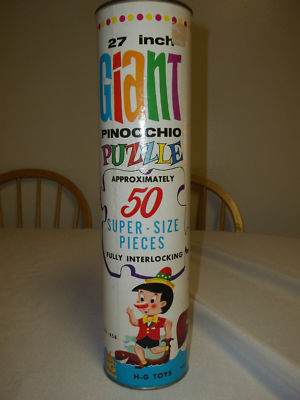 27 inch
Giant
PINOCCHIO
PUZZLE
APPROXIMATELY
50
SUPER-SIZE
PIECES
FULLY INTERLOCKING
H-G TOYS